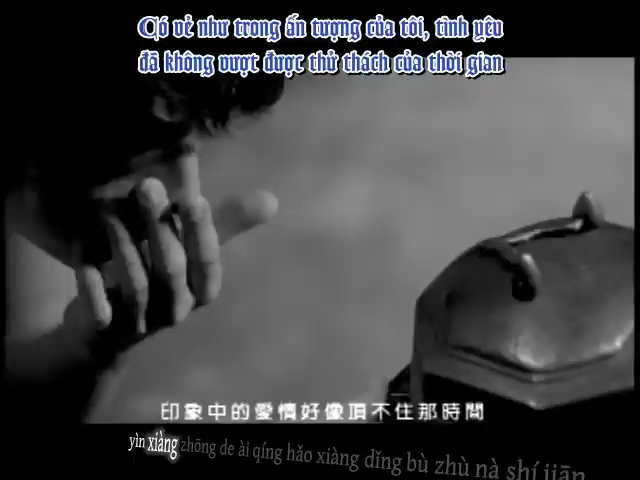 Có vẻ như trong ấn tượng của tôi, tình yêu
đã không vượt được thử thách của thời gian
印象中的愛情好像頂不住那時間
yìn xiàng zhōng de ài qíng hǎo xiàng dǐng bù zhù nà shí jiān